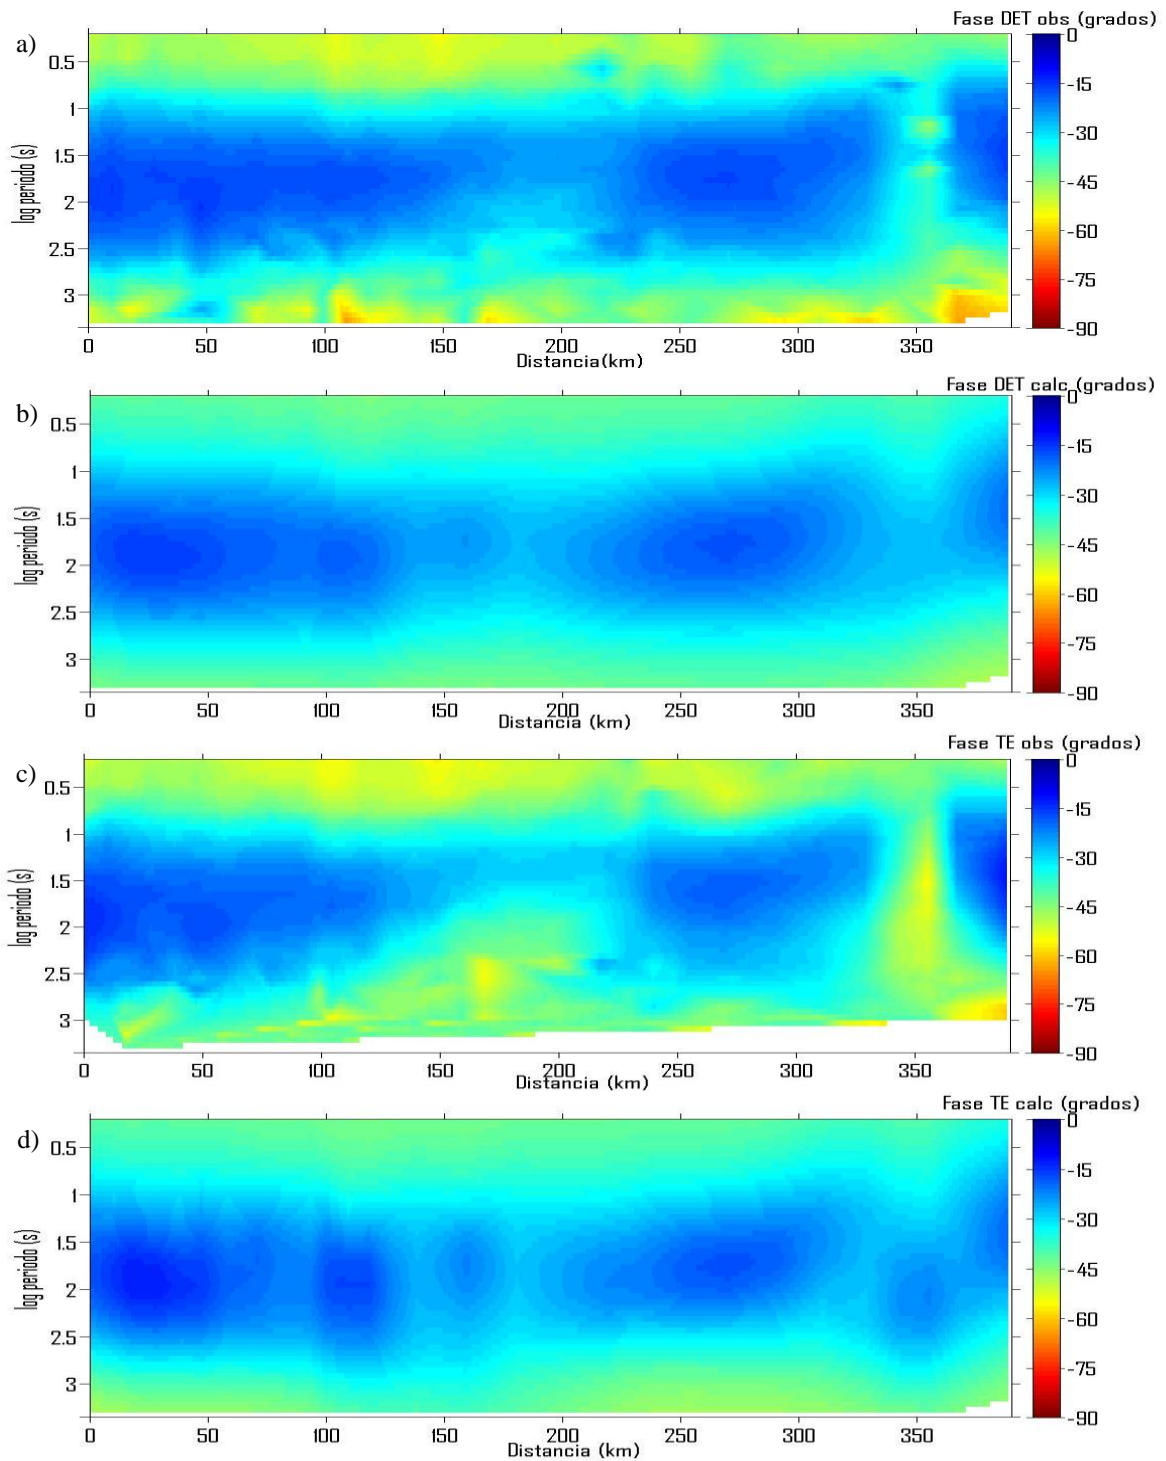 Fase DET obs (grados)
a)
0.5
1
1.5
2
2.5
3
log periodo (s)
0 50 100 150 200 250 300 350
Distancia(km)
0
-15
-30
-45
-60
-75
-90
Fase DET calc (grados)
b)
0.5
1
1.5
2
2.5
3
log periodo (s)
0 50 100 150 200 250 300 350
Distancia (km)
0
-15
-30
-45
-60
-75
-90
Fase TE obs (grados)
c)
0.5
1
1.5
2
2.5
3
log periodo (s)
0 50 100 150 200 250 300 350
Distancia (km)
0
-15
-30
-45
-60
-75
-90
Fase TE calc (grados)
d)
0.5
1
1.5
2
2.5
3
log periodo (s)
0 50 100 150 200 250 300 350
Distancia (km)
0
-15
-30
-45
-60
-75
-90